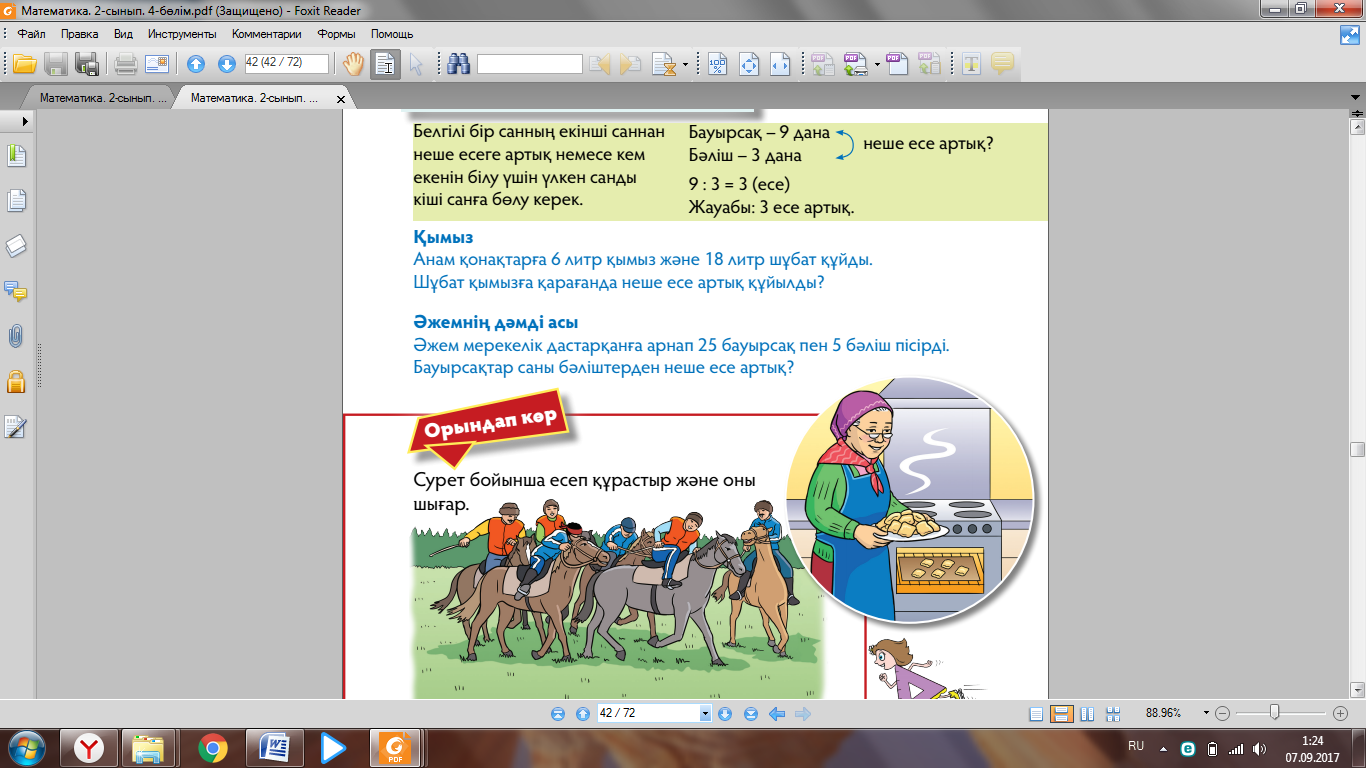 Математика. 2-сынып. 4-бөлім.pdf (Защищено) - Foxit Reader
Файл Правка Вид Инструменты Комментарии Формы Помощь
42 (42 / 72)
Математика. 2-сынып. ... Математика. 2-сынып. ...
Белгілі бір санның екінші саннан
неше есеге артық немесе кем
екенін білу үшін үлкен санды
кіші санға бөлу керек.
Бауырсақ – 9 дана
Бәліш – 3 дана
неше есе артық?
9 : 3 = 3 (есе)
Жауабы: 3 есе артық.
Қымыз
Анам қонақтарға 6 литр қымыз және 18 литр шұбат құйды.
Шұбат қымызға қарағанда неше есе артық құйылды?
Әжемнің дәмді асы
Әжем мерекелік дастарқанға арнап 25 бауырсақ пен 5 бәліш пісірді.
Бауырсақтар саны бәліштерден неше есе артық?
Орындап көр
Сурет бойынша есеп құрастыр және оны
шығар.
42 / 72
88.96%
RU
1:24
07.09.2017